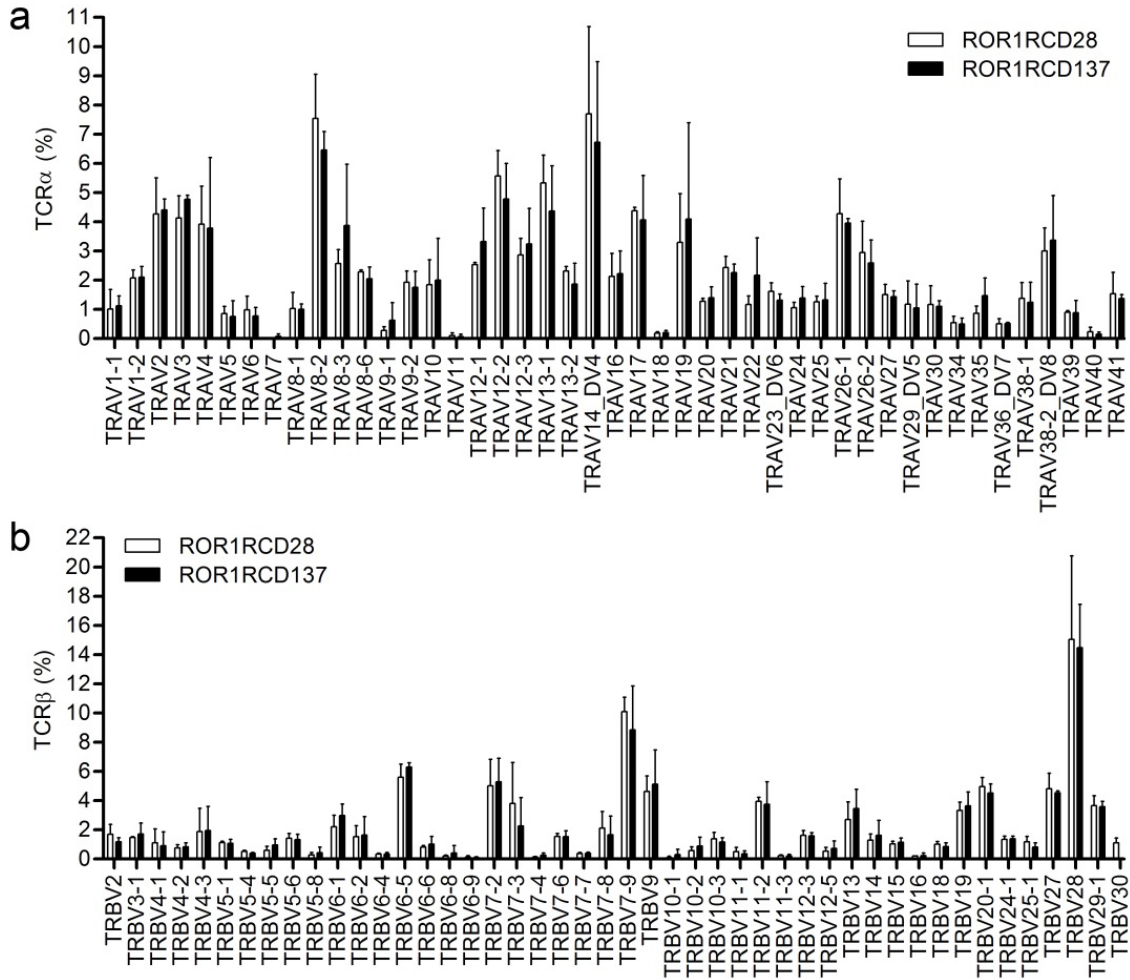 a
11
10
9
8
7
6
5
4
3
2
1
0
TCRα (%)
ROR1RCD28
ROR1RCD137
TRAV1-1
TRAV1-2
TRAV2
TRAV3
TRAV4
TRAV5
TRAV6
TRAV7
TRAV8-1
TRAV8-2
TRAV8-3
TRAV8-6
TRAV9-1
TRAV9-2
TRAV10
TRAV11
TRAV12-1
TRAV12-2
TRAV12-3
TRAV13-1
TRAV13-2
TRAV14_DV4
TRAV16
TRAV17
TRAV18
TRAV19
TRAV20
TRAV21
TRAV22
TRAV23_DV6
TRAV24
TRAV25
TRAV26-1
TRAV26-2
TRAV27
TRAV29_DV5
TRAV30
TRAV34
TRAV35
TRAV36_DV7
TRAV38-1
TRAV38-2_DV8
TRAV39
TRAV40
TRAV41
b
22
20
18
16
14
12
10
8
6
4
2
0
TCRβ (%)
ROR1RCD28
ROR1RCD137
TRBV2
TRBV3-1
TRBV4-1
TRBV4-2
TRBV4-3
TRBV5-1
TRBV5-4
TRBV5-5
TRBV5-6
TRBV5-8
TRBV6-1
TRBV6-2
TRBV6-4
TRBV6-5
TRBV6-6
TRBV6-8
TRBV6-9
TRBV7-2
TRBV7-3
TRBV7-4
TRBV7-6
TRBV7-7
TRBV7-8
TRBV7-9
TRBV9
TRBV10-1
TRBV10-2
TRBV10-3
TRBV11-1
TRBV11-2
TRBV11-3
TRBV12-3
TRBV12-5
TRBV13
TRBV14
TRBV15
TRBV16
TRBV18
TRBV19
TRBV20-1
TRBV24-1
TRBV25-1
TRBV27
TRBV28
TRBV29-1
TRBV30